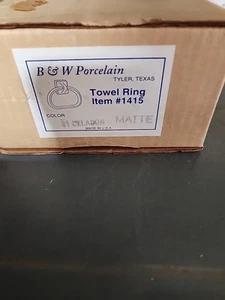 B & W Porcelain
TYLER, TEXAS
Towel Ring
Item #1415
COLOR
MATTE
MADE IN U.S.A.